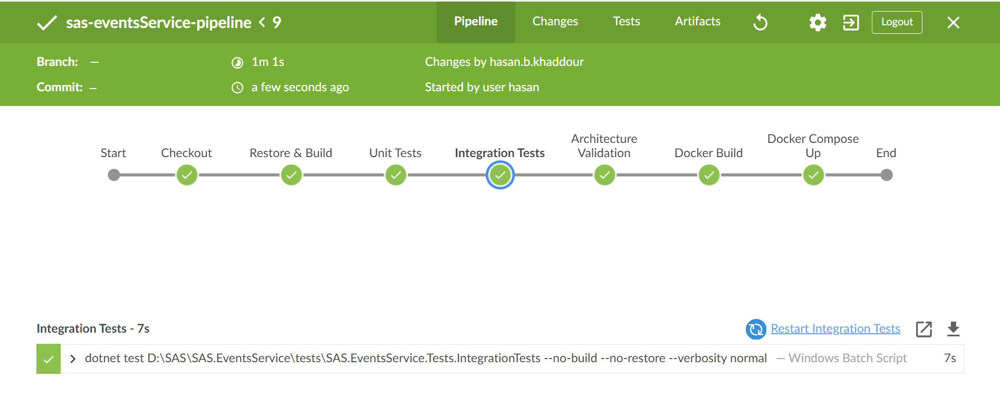 sas-eventsService-pipeline < 9
Pipeline
Changes
Tests
Artifacts
Logout
Branch: —
1m 1s
Changes by hasan.b.khaddour
Commit: —
a few seconds ago
Started by user hasan
Start
Checkout
Restore & Build
Unit Tests
Integration Tests
Architecture
Validation
Docker Build
Docker Compose
Up
End
Integration Tests - 7s
Restart Integration Tests
dotnet test D:\SAS\SAS.EventsService\tests\SAS.EventsService.Tests.IntegrationTests --no-build --no-restore --verbosity normal — Windows Batch Script 7s